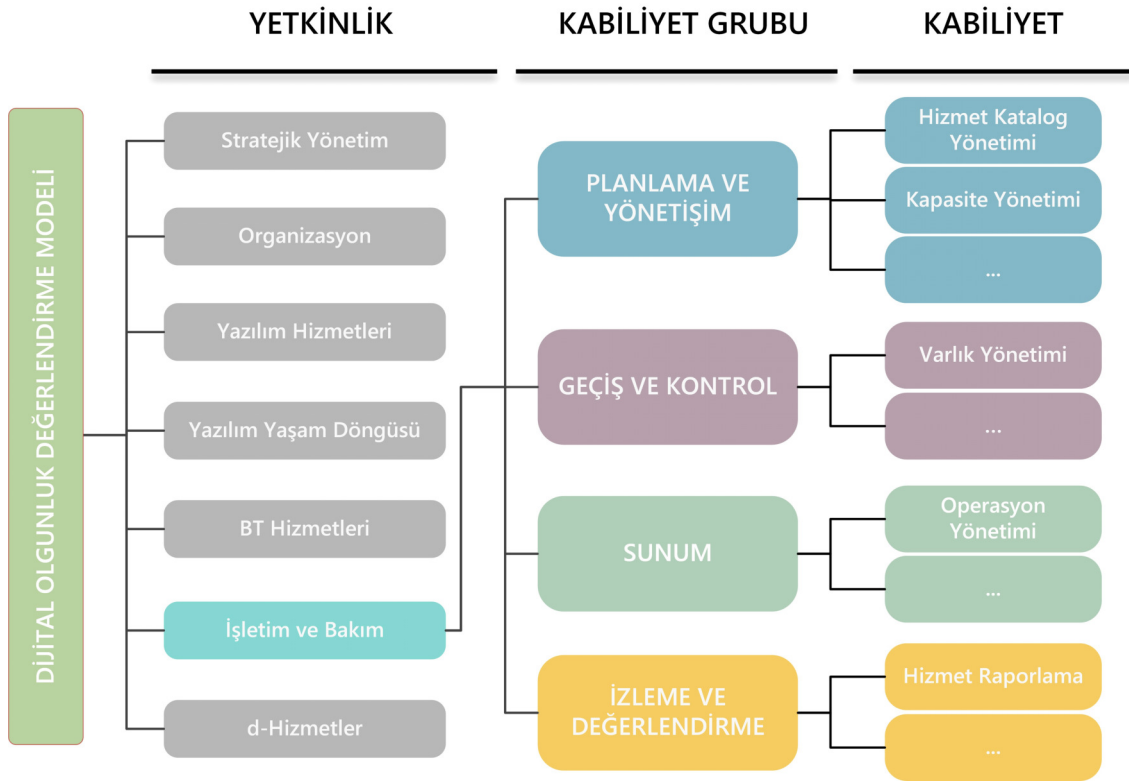 YETKİNLİK
KABİLİYET GRUBU
KABİLİYET
DİJİTAL OLGUNLUK DEĞERLENDİRME MODELİ
Stratejik Yönetim
Organizasyon
Yazılım Hizmetleri
Yazılım Yaşam Döngüsü
BT Hizmetleri
İşletim ve Bakım
d-Hizmetler
PLANLAMA VE
YÖNETİŞİM
GEÇİŞ VE KONTROL
SUNUM
İZLEME VE
DEĞERLENDİRME
Hizmet Katalog
Yönetimi
Kapasite Yönetimi
...
Varlık Yönetimi
...
Operasyon
Yönetimi
...
Hizmet Raporlama
...